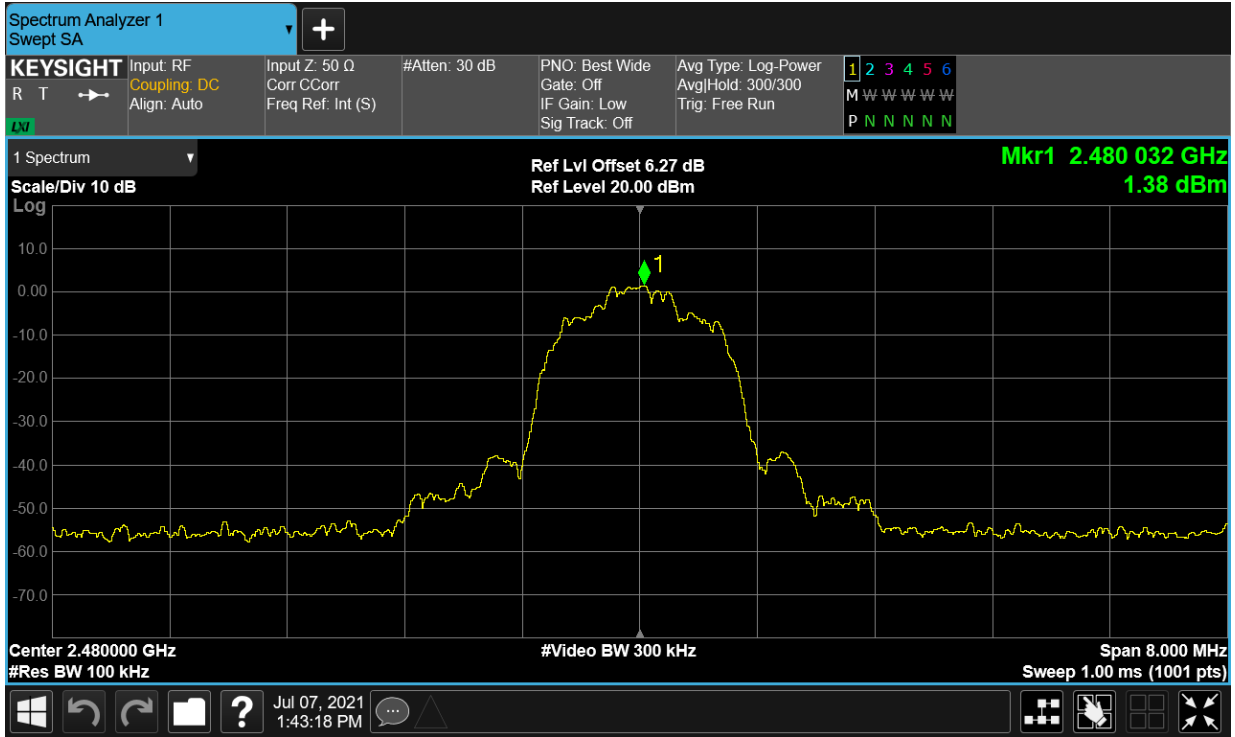 Spectrum Analyzer 1
Swept SA
KEYSIGHT
R T
LXI
Input: RF
Coupling: DC
Align: Auto
Input Z: 50 Ω
Corr CCorr
Freq Ref: Int (S)
#Atten: 30 dB
PNO: Best Wide
Gate: Off
IF Gain: Low
Sig Track: Off
Avg Type: Log-Power
Avg|Hold: 300/300
Trig: Free Run
1 2 3 4 5 6
M W W W W W
P N N N N N N
1 Spectrum
Scale/Div 10 dB
Log
Ref Lvl Offset 6.27 dB
Ref Level 20.00 dBm
Mkr1 2.480 032 GHz
1.38 dBm
1
10.0
0.00
-10.0
-20.0
-30.0
-40.0
-50.0
-60.0
-70.0
Center 2.480000 GHz
#Res BW 100 kHz
#Video BW 300 kHz
Span 8.000 MHz
Sweep 1.00 ms (1001 pts)
?
Jul 07, 2021
1:43:18 PM